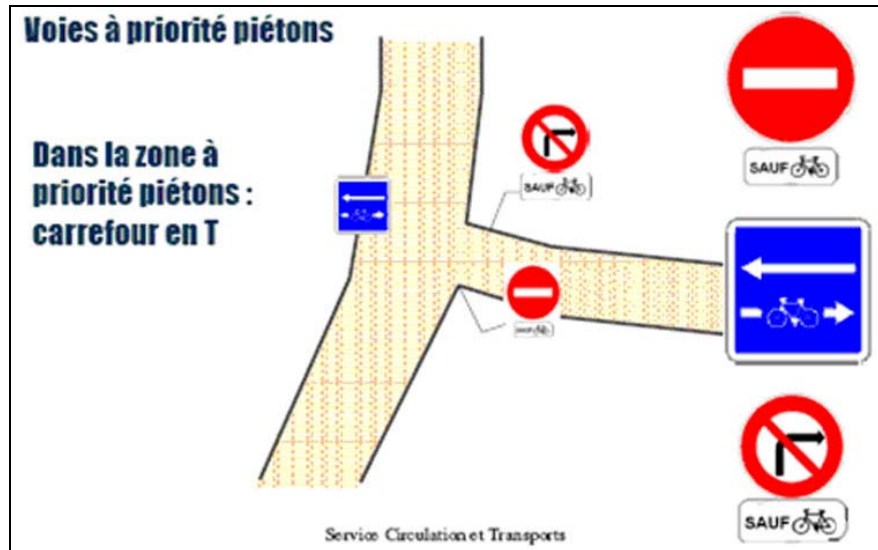 Voies à priorité piétons
Dans la zone à
priorité piétons :
carrefour en T
SAUF
SAUF
SAUF
SAUF
Service Circulation et Transports